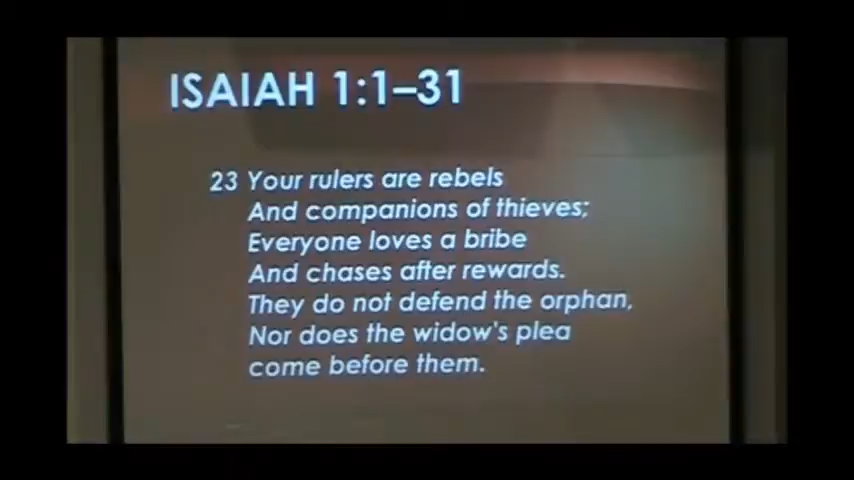 ISAIAH 1:1–31
23 Your rulers are rebels
And companions of thieves;
Everyone loves a bribe
And chases after rewards.
They do not defend the orphan,
Nor does the widow's plea
come before them.